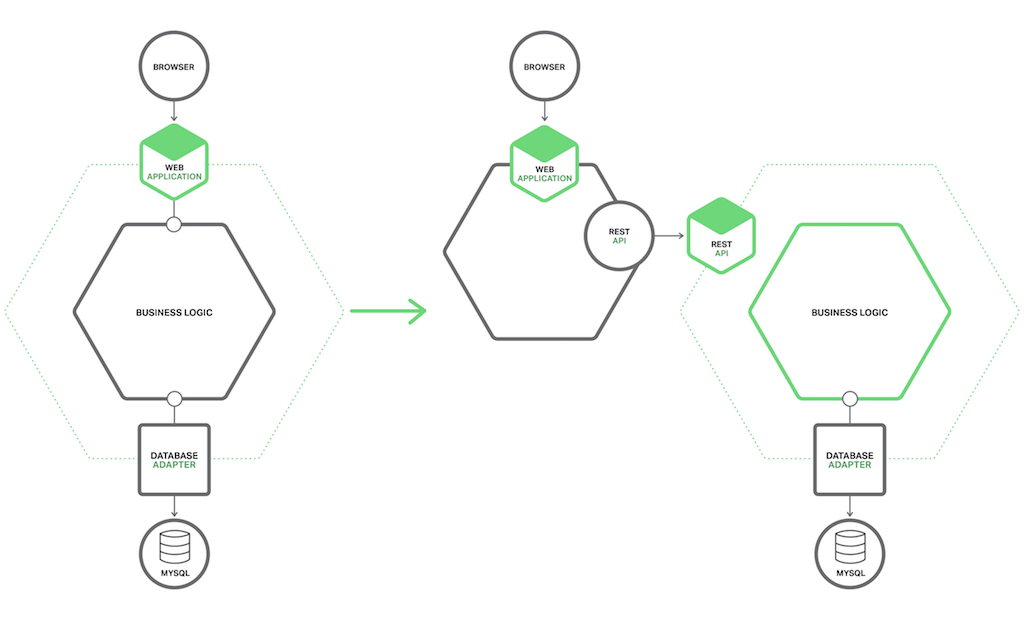 BROWSER
WEB
APPLICATION
BUSINESS LOGIC
DATABASE
ADAPTER
MYSQL
BROWSER
WEB
APPLICATION
REST
API
REST
API
BUSINESS LOGIC
DATABASE
ADAPTER
MYSQL